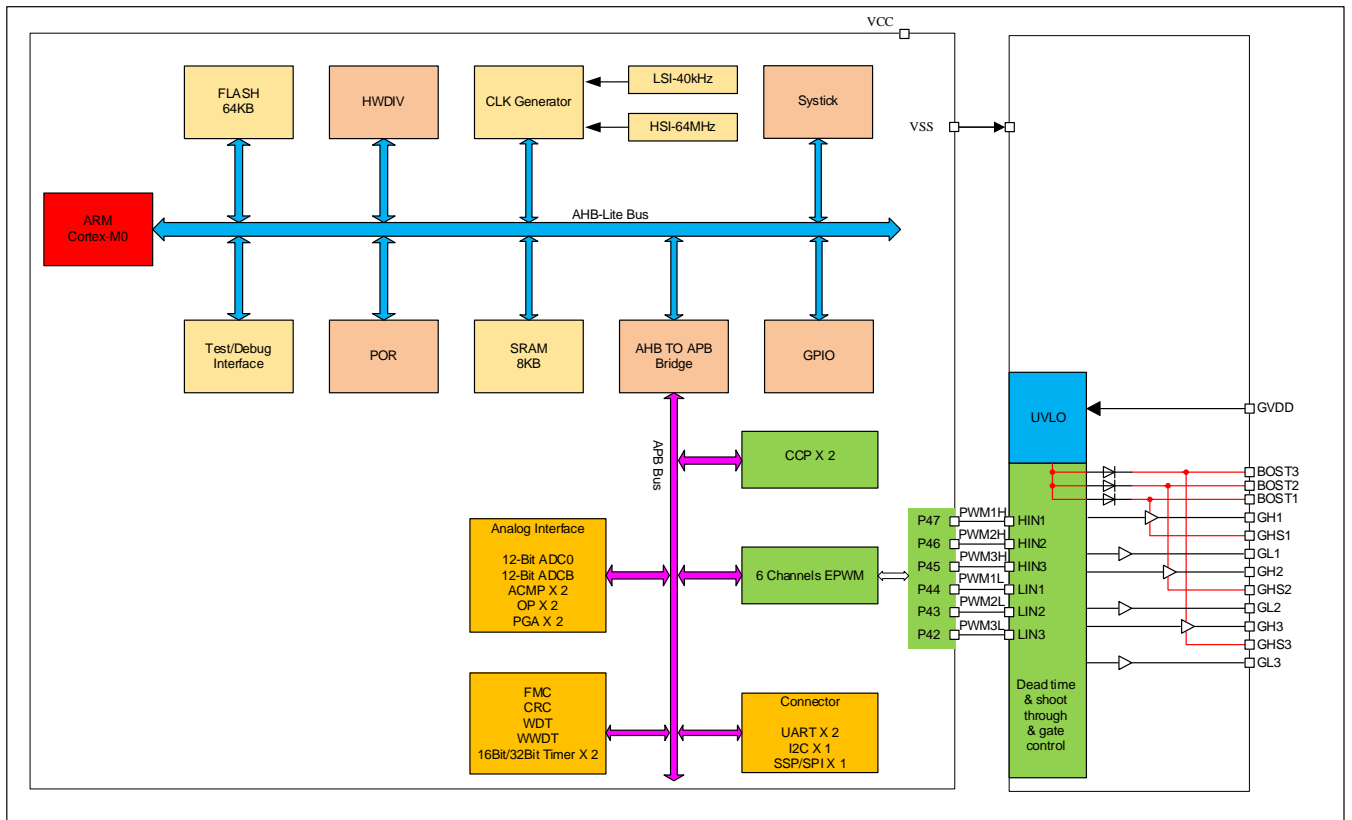 VCC
FLASH
64KB
HWDIV
CLK Generator
LSI-40kHz
HSI-64MHz
Systick
VSS
ARM
Cortex-M0
AHB-Lite Bus
Test/Debug
Interface
POR
SRAM
8KB
AHB TO APB
Bridge
GPIO
APB Bus
CCP X 2
Analog Interface
12-Bit ADC0
12-Bit ADCB
ACMP X 2
OP X 2
PGA X 2
6 Channels EPWM
FMC
CRC
WDT
WWDT
16Bit/32Bit Timer X 2
Connector
UART X 2
I2C X 1
SSP/SPI X 1
P47
P46
P45
P44
P43
P42
PWM1H
PWM2H
PWM3H
PWM1L
PWM2L
PWM3L
UVLO
HIN1
HIN2
HIN3
LIN1
LIN2
LIN3
Dead time
& shoot
through
& gate
control
GVDD
BOST3
BOST2
BOST1
GH1
GHS1
GL1
GH2
GHS2
GL2
GH3
GHS3
GL3